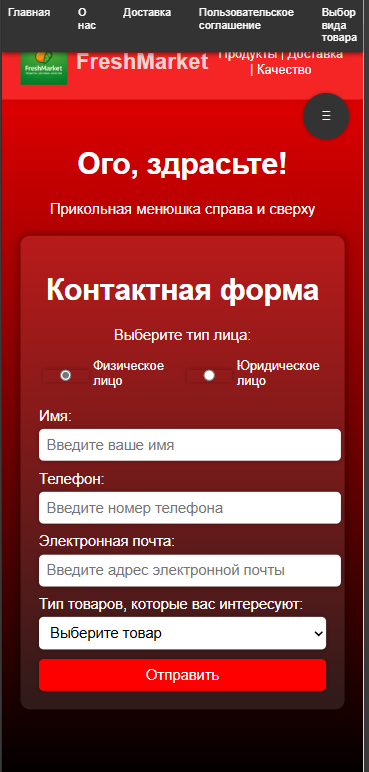 Главная О нас Доставка Пользовательское соглашение Выбор вида товара
FreshMarket
FreshMarket
Продукты | Доставка
| Качество
☰
Ого, здрасьте!
Прикольная менюшка справа и сверху
Контактная форма
Выберите тип лица:
Физическое лицо
Юридическое лицо
Имя:
Введите ваше имя
Телефон:
Введите номер телефона
Электронная почта:
Введите адрес электронной почты
Тип товаров, которые вас интересуют:
Выберите товар
Отправить